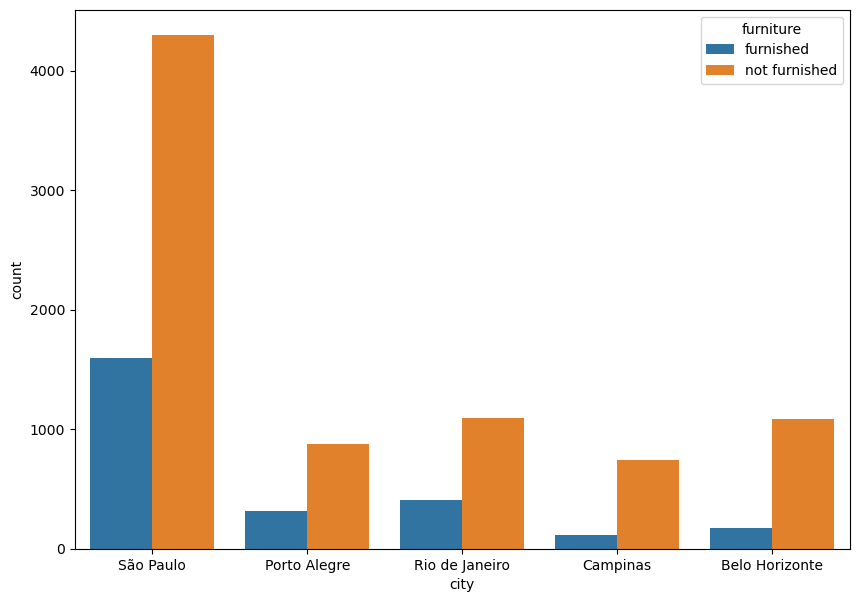 furniture
furnished
not furnished
4000
3000
2000
1000
0
count
São Paulo
Porto Alegre
Rio de Janeiro
Campinas
Belo Horizonte
city